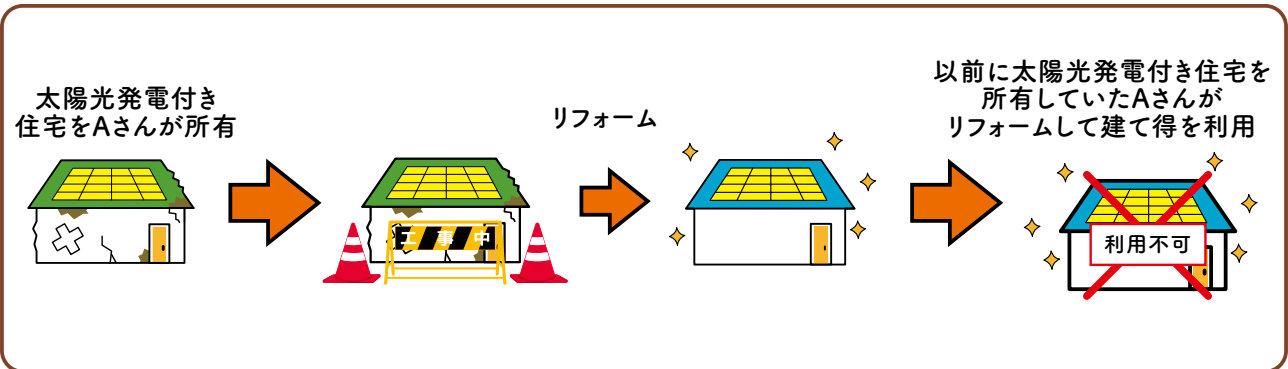 太陽光発電付き
住宅をAさんが所有
工事中
リフォーム
以前に太陽光発電付き住宅を
所有していたAさんが
リフォームして建て得を利用
利用不可